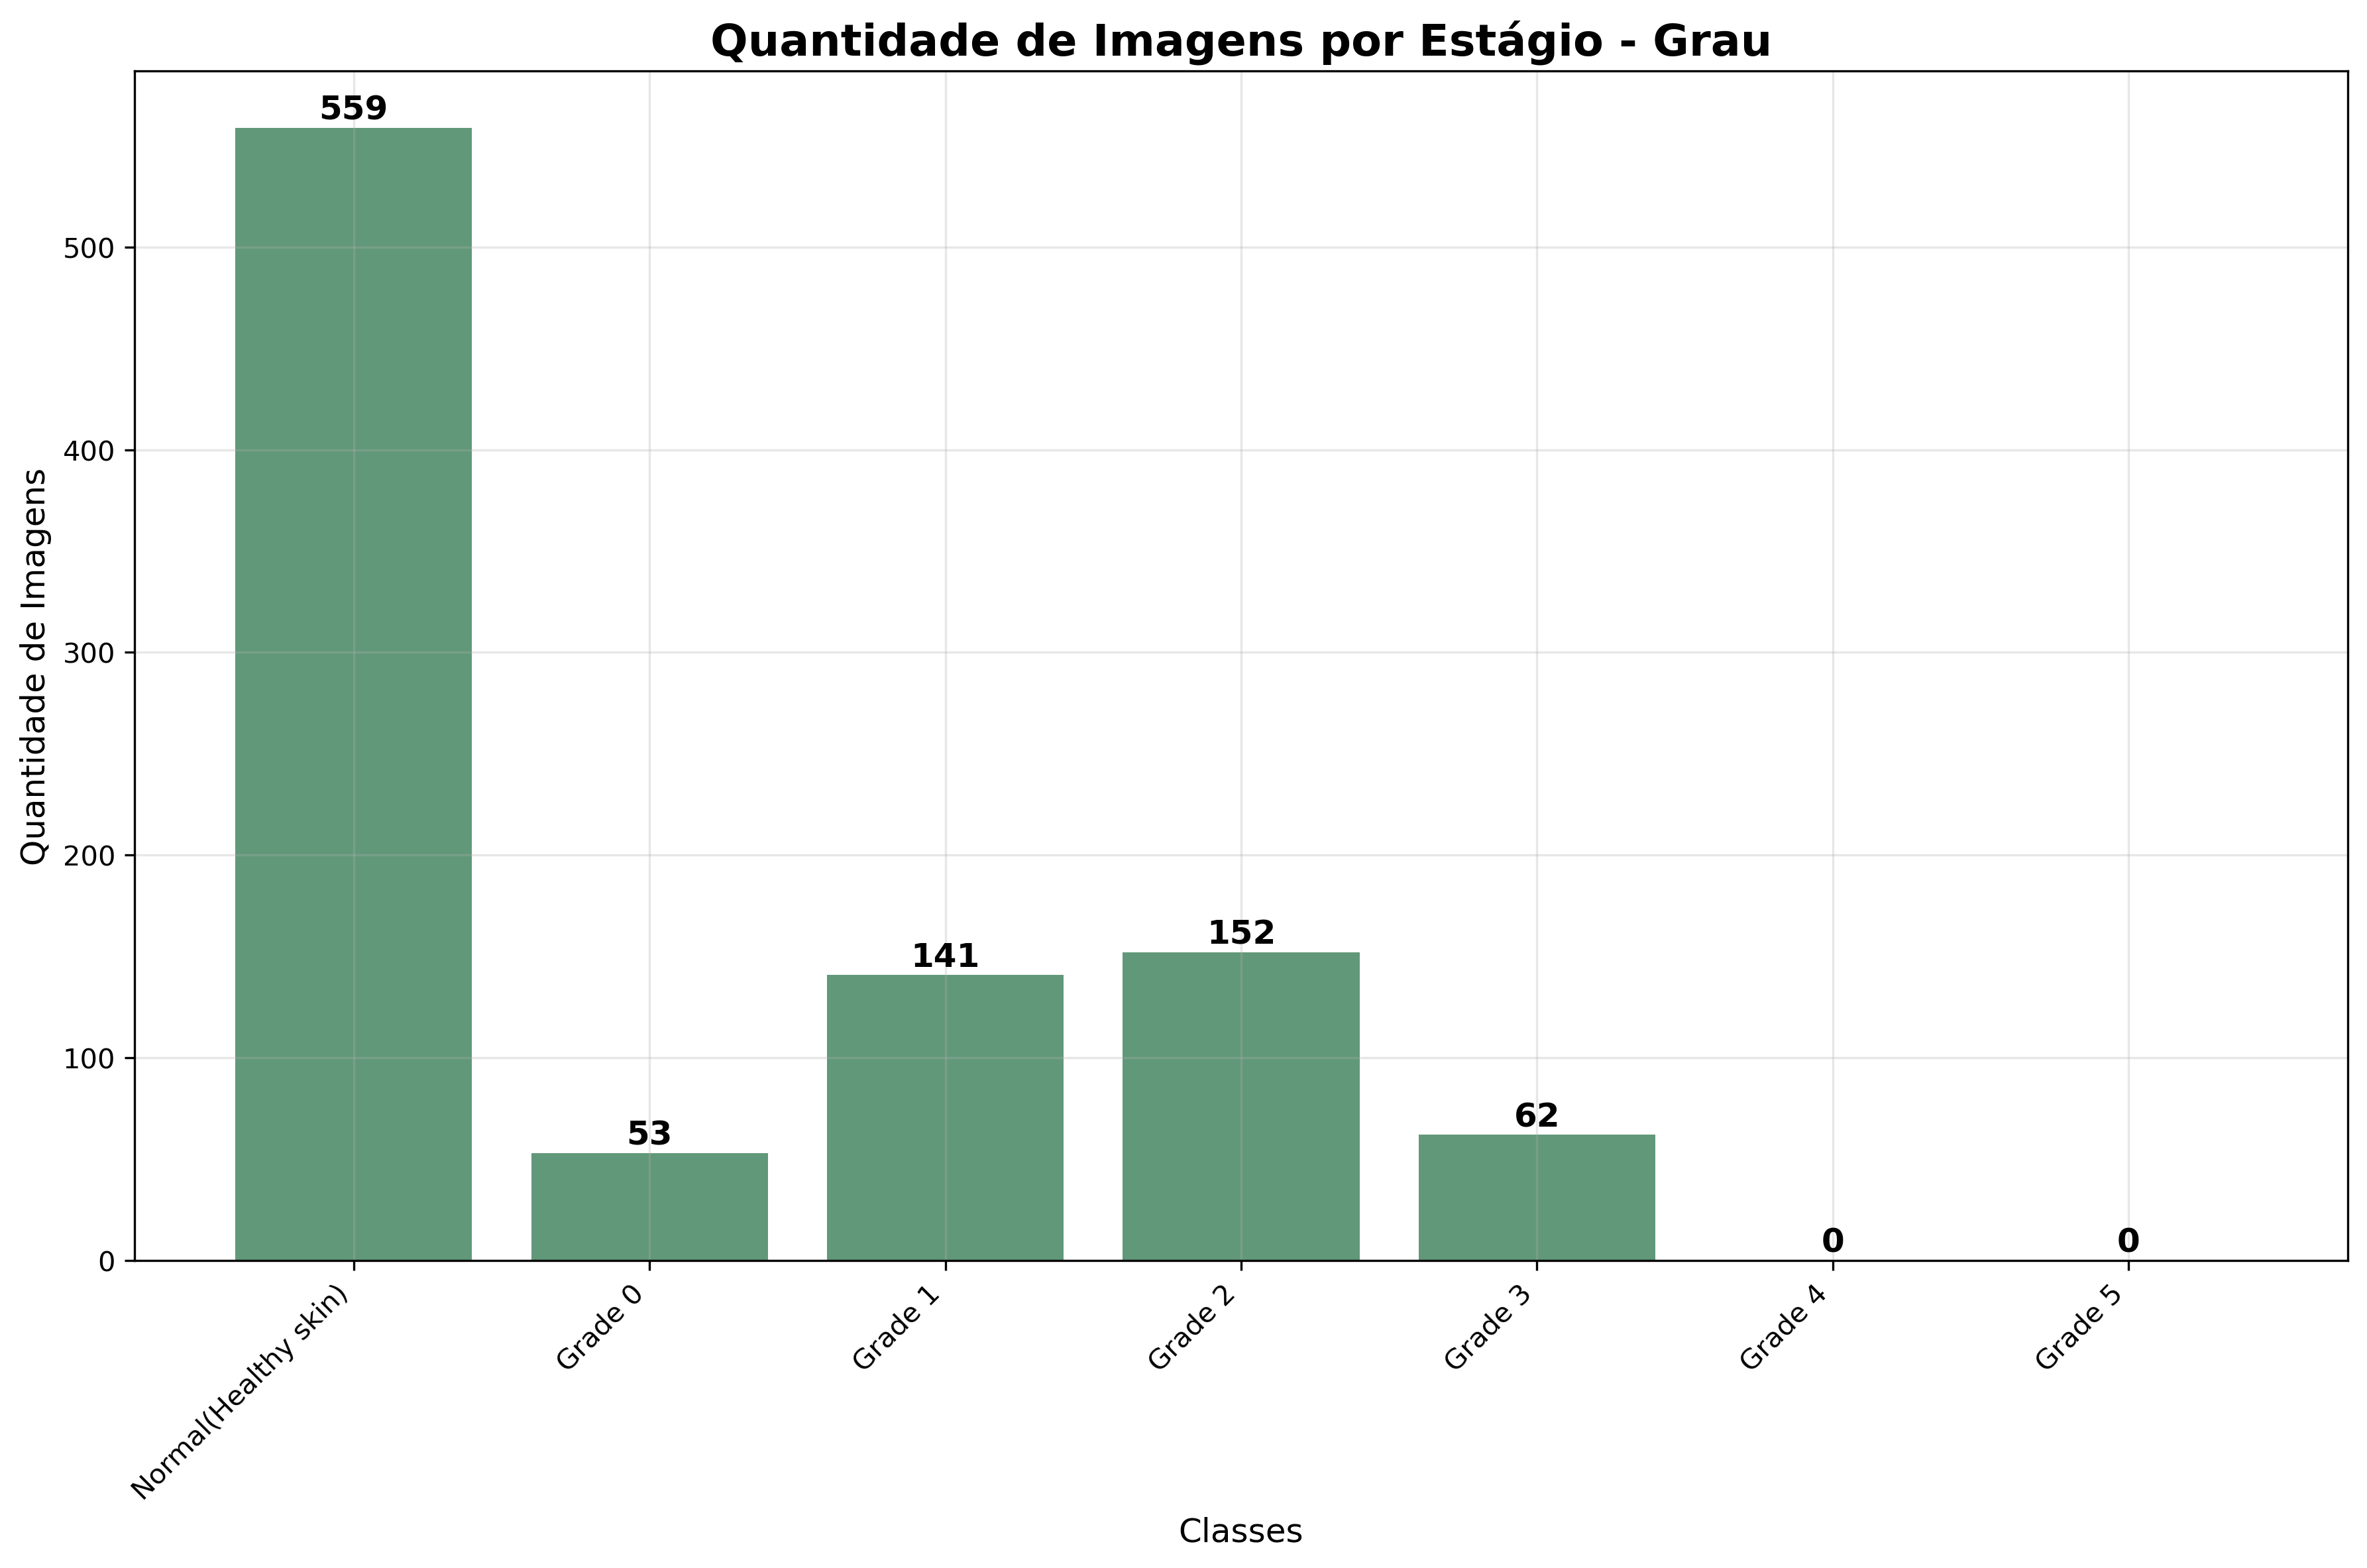 Quantidade de Imagens por Estágio - Grau
Quantidade de Imagens
500
400
300
200
100
0
559
53
141
152
62
0
0
Normal(Healthy skin)
Grade 0
Grade 1
Grade 2
Grade 3
Grade 4
Grade 5
Classes